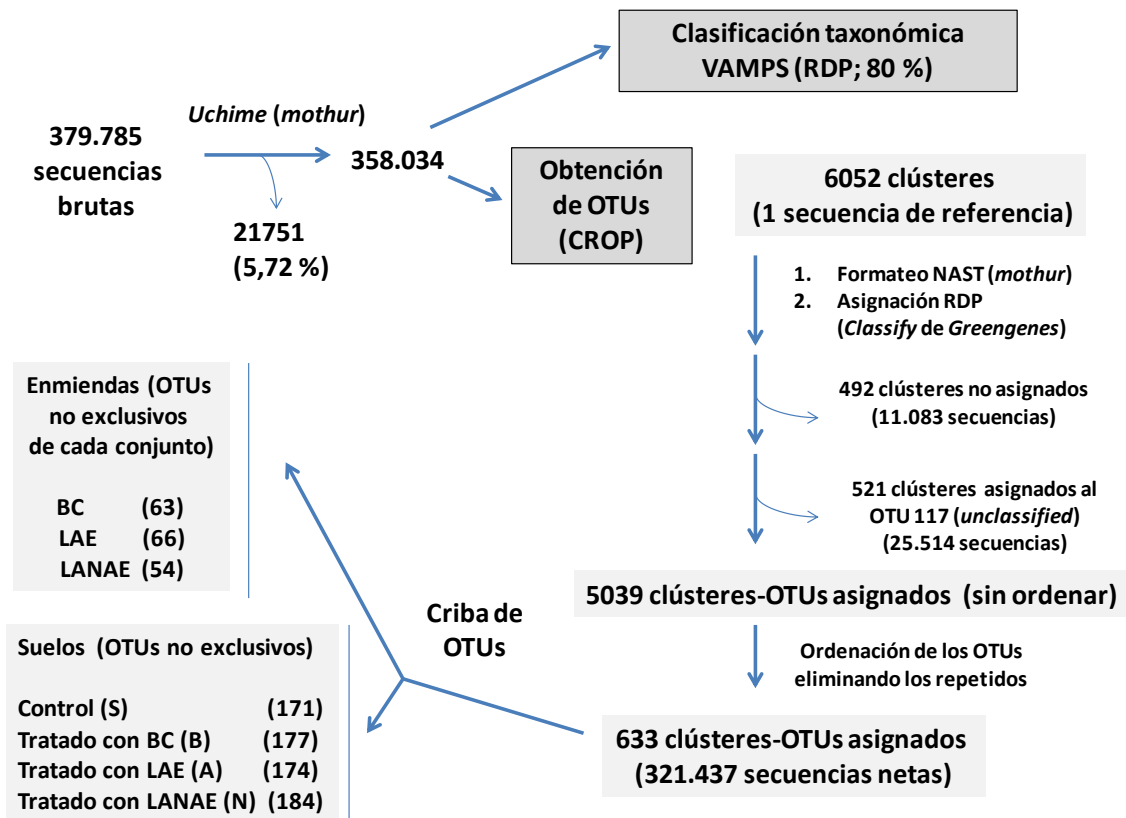 Clasificación taxonómica
VAMPS (RDP; 80 %)
Uchime (mothur)
379.785
secuencias
brutas
358.034
21751
(5,72 %)
Obtención
de OTUs
(CROP)
6052 clústeres
(1 secuencia de referencia)
1. Formateo NAST (mothur)
2. Asignación RDP
(Classify de Greengenes)
492 clústeres no asignados
(11.083 secuencias)
521 clústeres asignados al
OTU 117 (unclassified)
(25.514 secuencias)
5039 clústeres-OTUs asignados (sin ordenar)
Ordenación de los OTUs
eliminando los repetidos
633 clústeres-OTUs asignados
(321.437 secuencias netas)
Criba de
OTUs
Enmiendas (OTUs
no exclusivos
de cada conjunto)
BC (63)
LAE (66)
LANAE (54)
Suelos (OTUs no exclusivos)
Control (S) (171)
Tratado con BC (B) (177)
Tratado con LAE (A) (174)
Tratado con LANAE (N) (184)